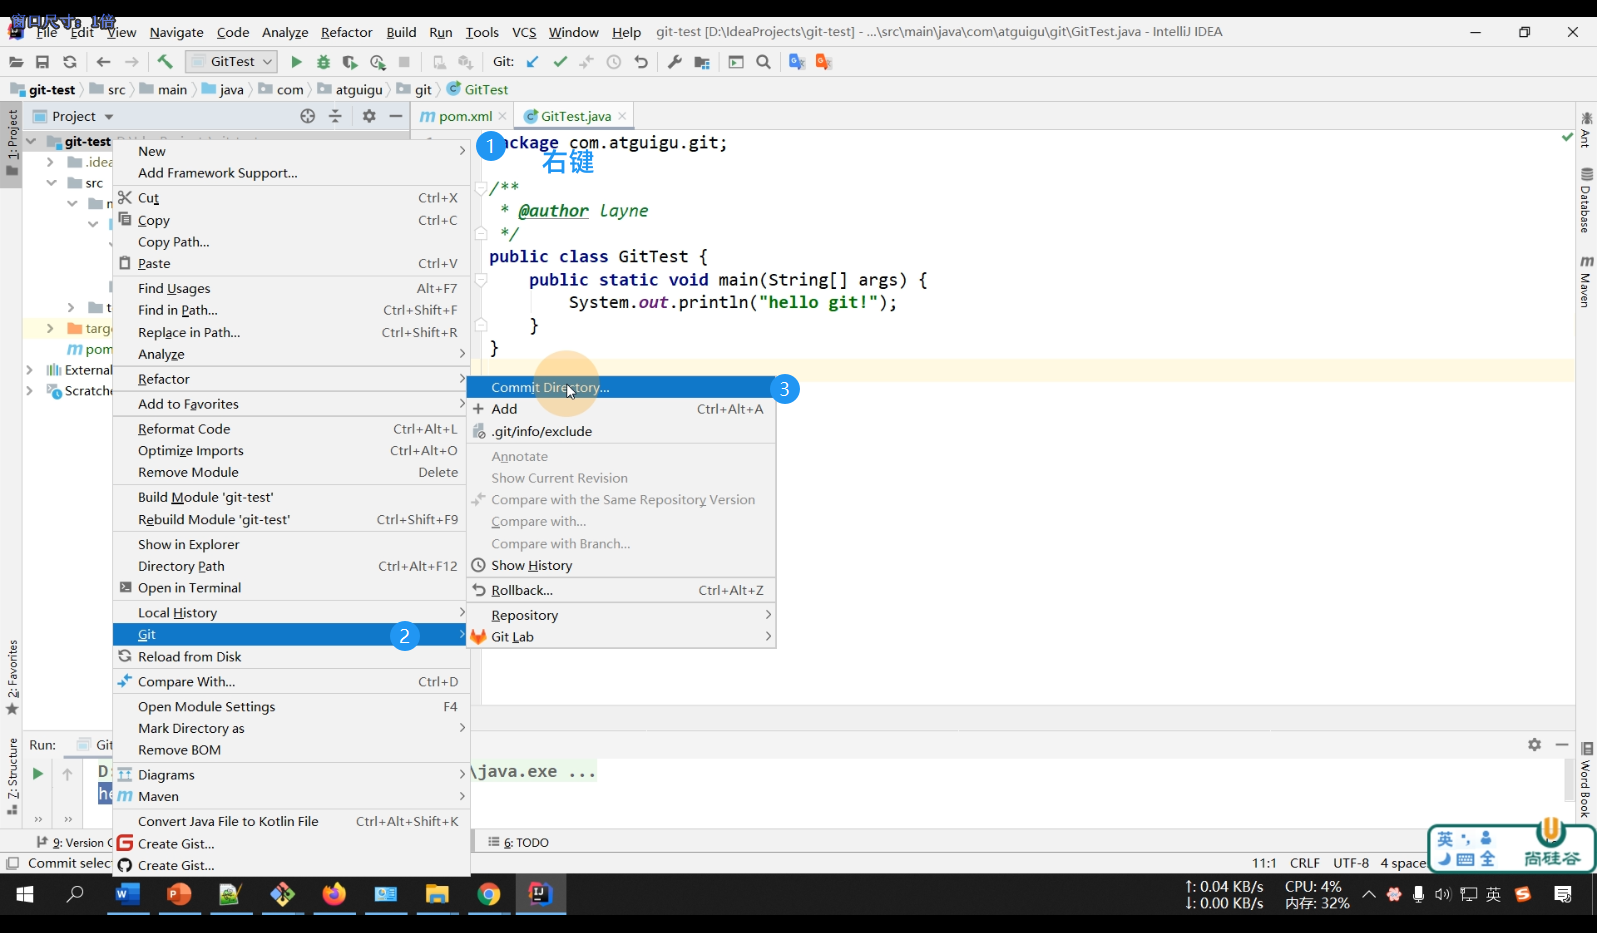 窗口尺寸：1倍
File Edit View Navigate Code Analyze Refactor Build Run Tools VCS Window Help git-test [D:\IdeaProjects\git-test] - ...\src\main\java\com\atguigu\git\GitTest.java - IntelliJ IDEA
GitTest Git:
git-test src main java com atguigu git GitTest
1: Project
Project
pom.xml
GitTest.java
git-test
.idea
src
External
New
Add Framework Support...
Cut Ctrl+X
Copy Ctrl+C
Copy Path...
Paste Ctrl+V
Find Usages Alt+F7
Find in Path... Ctrl+Shift+F
Replace in Path... Ctrl+Shift+R
Analyze
Refactor
Add to Favorites
Reformat Code Ctrl+Alt+L
Optimize Imports Ctrl+Alt+O
Remove Module Delete
Build Module 'git-test'
Rebuild Module 'git-test' Ctrl+Shift+F9
Show in Explorer
Directory Path Ctrl+Alt+F12
Open in Terminal
Local History
Git 2
Reload from Disk
Compare With... Ctrl+D
Open Module Settings F4
Mark Directory as
Remove BOM
Diagrams
Maven
Convert Java File to Kotlin File Ctrl+Alt+Shift+K
Create Gist...
Create Gist...
1 右键
ckage com.atguigu.git;
/**
* @author layne
*/
public class GitTest {
public static void main(String[] args) {
System.out.println("hello git!");
}
}
Commit Directory... 3
Add Ctrl+Alt+A
.git/info/exclude
Annotate
Show Current Revision
Compare with the Same Repository Version
Compare with...
Compare with Branch...
Show History
Rollback... Ctrl+Alt+Z
Repository
Git Lab
Ant
Database
Maven
Word Book
2: Favorites
Z: Structure
Run:
\java.exe ...
9: Version
6: TODO
11:1 CRLF UTF-8 4 space
英
全
尚硅谷
↑: 0.04 KB/s CPU: 4%
↓: 0.00 KB/s 内存: 32%
英